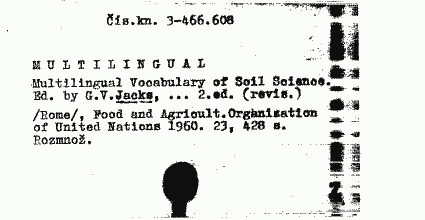 Čís.kn. 3-466.608
MULTILINGUAL
Multilingual Vocabulary of Soil Science.
Ed. by G.V.Jacks, ... 2.ed. (revis.)
/Rome/, Food and Agricult.Organization
of United Nations 1960. 23, 428 s.
Rozmnož.